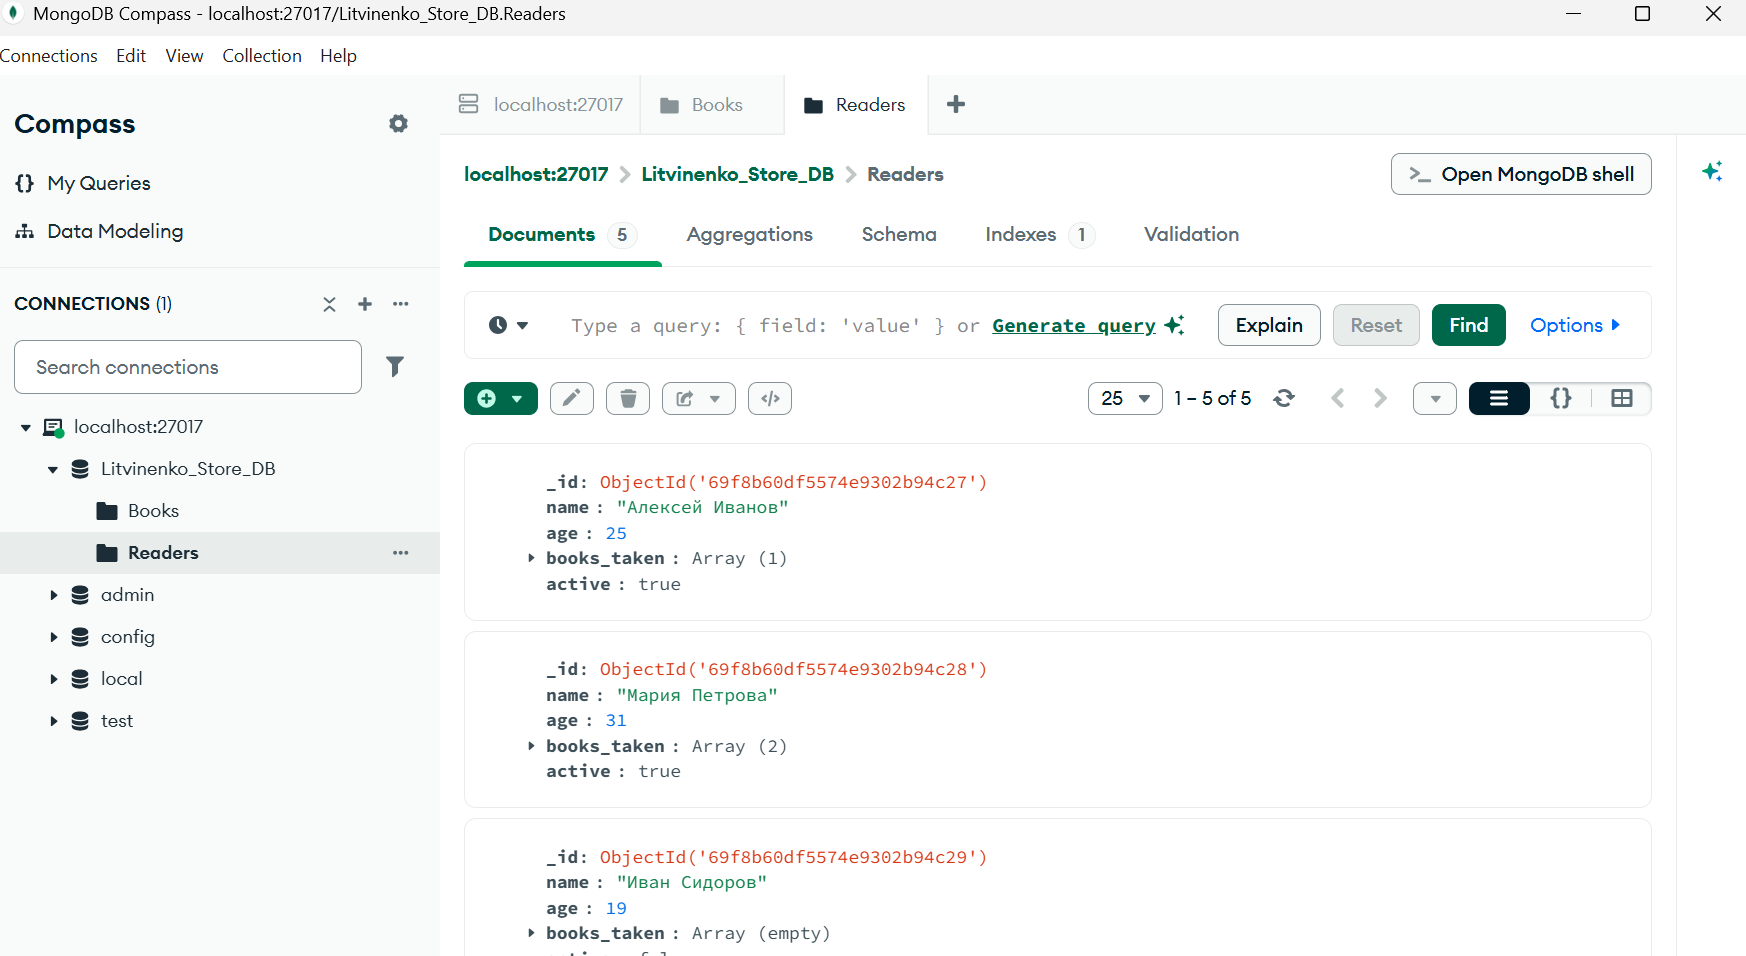 MongoDB Compass - localhost:27017/Litvinenko_Store_DB.Readers
Connections Edit View Collection Help
Compass
My Queries
Data Modeling
CONNECTIONS (1)
Search connections
localhost:27017
Litvinenko_Store_DB
Books
Readers
admin
config
local
test
localhost:27017 Books Readers
localhost:27017 > Litvinenko_Store_DB > Readers
>_ Open MongoDB shell
Documents 5 Aggregations Schema Indexes 1 Validation
Type a query: { field: 'value' } or Generate query
Explain Reset Find Options
25 1 – 5 of 5
_id: ObjectId('69f8b60df5574e9302b94c27')
name : "Алексей Иванов"
age : 25
books_taken : Array (1)
active : true
_id: ObjectId('69f8b60df5574e9302b94c28')
name : "Мария Петрова"
age : 31
books_taken : Array (2)
active : true
_id: ObjectId('69f8b60df5574e9302b94c29')
name : "Иван Сидоров"
age : 19
books_taken : Array (empty)